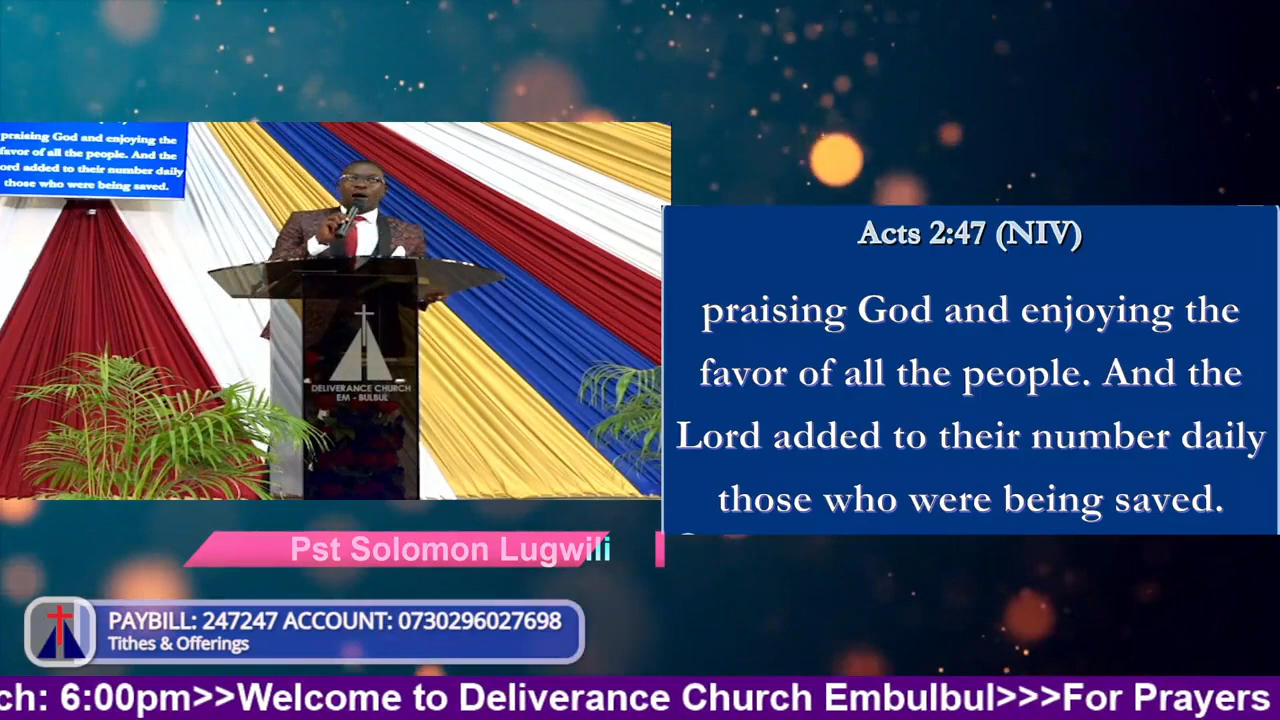 praising God and enjoying the
favor of all the people. And the
ord added to their number daily
those who were being saved.
DELIVERANCE CHURCH
EM - BULBUL
Acts 2:47 (NIV)
praising God and enjoying the
favor of all the people. And the
Lord added to their number daily
those who were being saved.
Pst Solomon Lugwili
PAYBILL: 247247 ACCOUNT: 0730296027698
Tithes & Offerings
ch: 6:00pm>>Welcome to Deliverance Church Embulbul>>>For Prayers